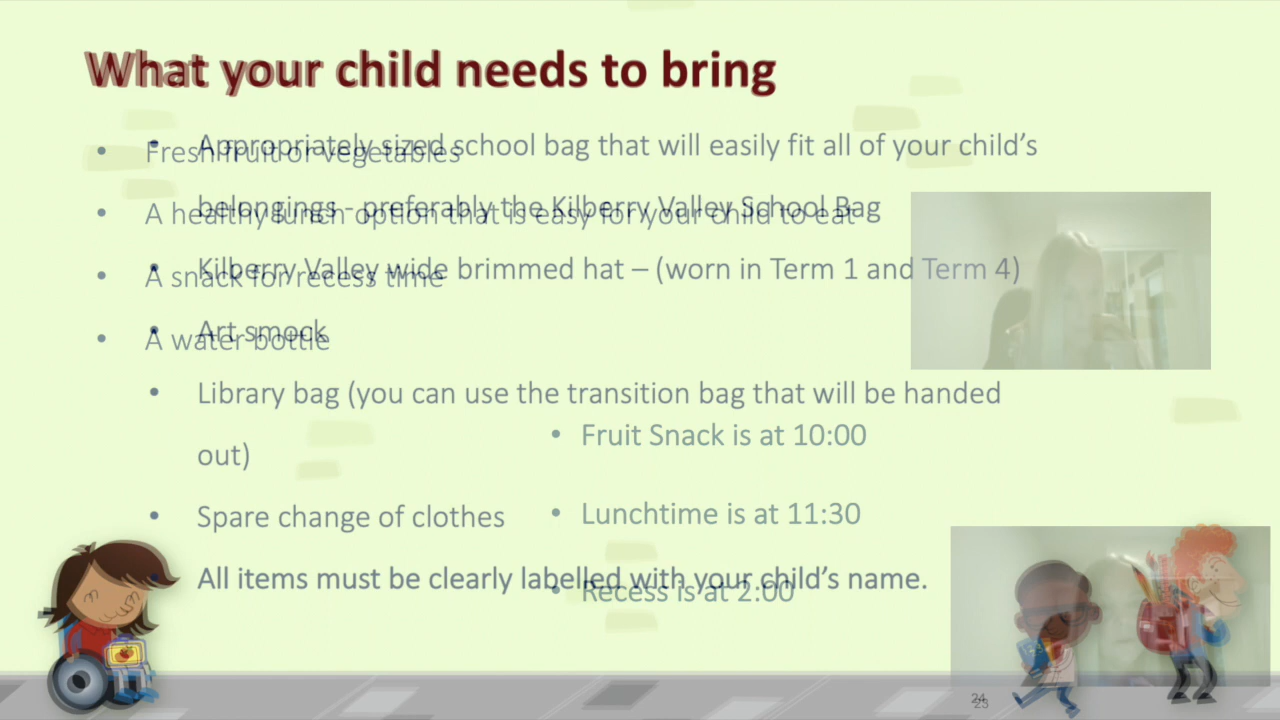 What your child needs to bring
• Appropriately sized school bag that will easily fit all of your child's
belongings - preferably the Kilberry Valley School Bag
• Kilberry Valley wide brimmed hat – (worn in Term 1 and Term 4)
• Art smock
• Library bag (you can use the transition bag that will be handed
out)
• Spare change of clothes
• All items must be clearly labelled with your child's name.
• Fresh fruit or vegetables
• A healthy lunch option that is easy for your child to eat
• A snack for recess time
• A water bottle
• Fruit Snack is at 10:00
• Lunchtime is at 11:30
• Recess is at 2:00
24
23